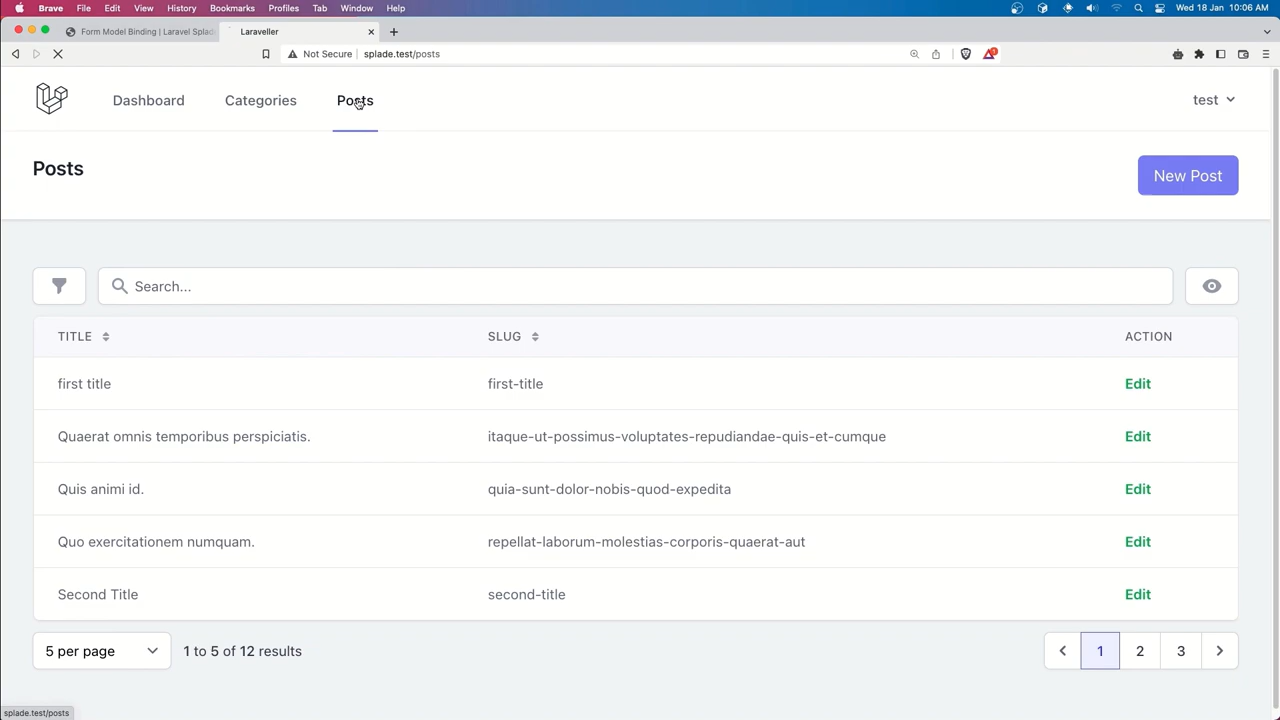 Brave File Edit View History Bookmarks Profiles Tab Window Help Wed 18 Jan 10:06 AM
Form Model Binding | Laravel Splad Laraveller
Not Secure splade.test/posts
Dashboard Categories Posts test
Posts New Post
Search...
TITLE SLUG ACTION
first title first-title Edit
Quaerat omnis temporibus perspiciatis. itaque-ut-possimus-voluptates-repudiandae-quis-et-cumque Edit
Quis animi id. quia-sunt-dolor-nobis-quod-expedita Edit
Quo exercitationem numquam. repellat-laborum-molestias-corporis-quaerat-aut Edit
Second Title second-title Edit
5 per page 1 to 5 of 12 results 1 2 3
splade.test/posts